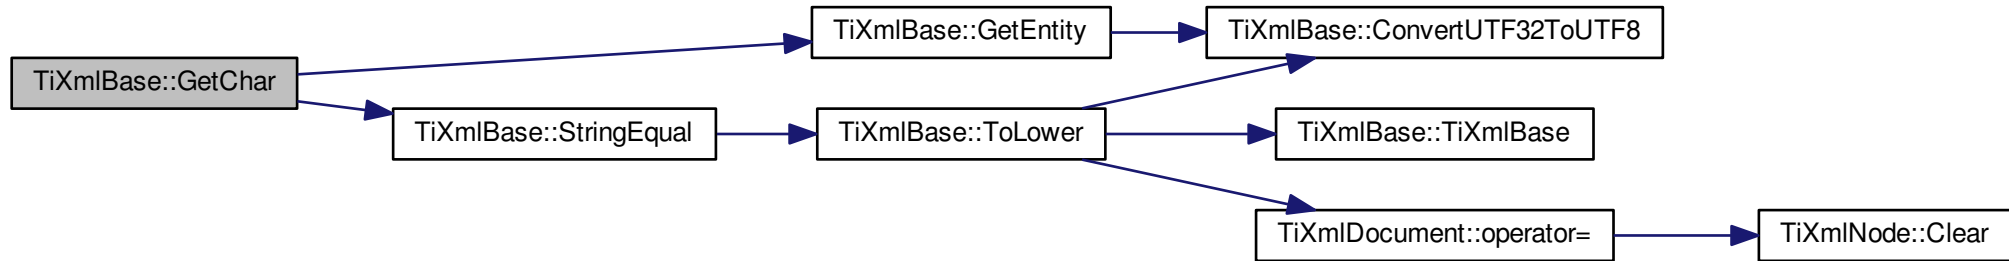 TiXmlBase::GetChar
TiXmlBase::GetEntity
TiXmlBase::ConvertUTF32ToUTF8
TiXmlBase::StringEqual
TiXmlBase::ToLower
TiXmlBase::TiXmlBase
TiXmlDocument::operator=
TiXmlNode::Clear